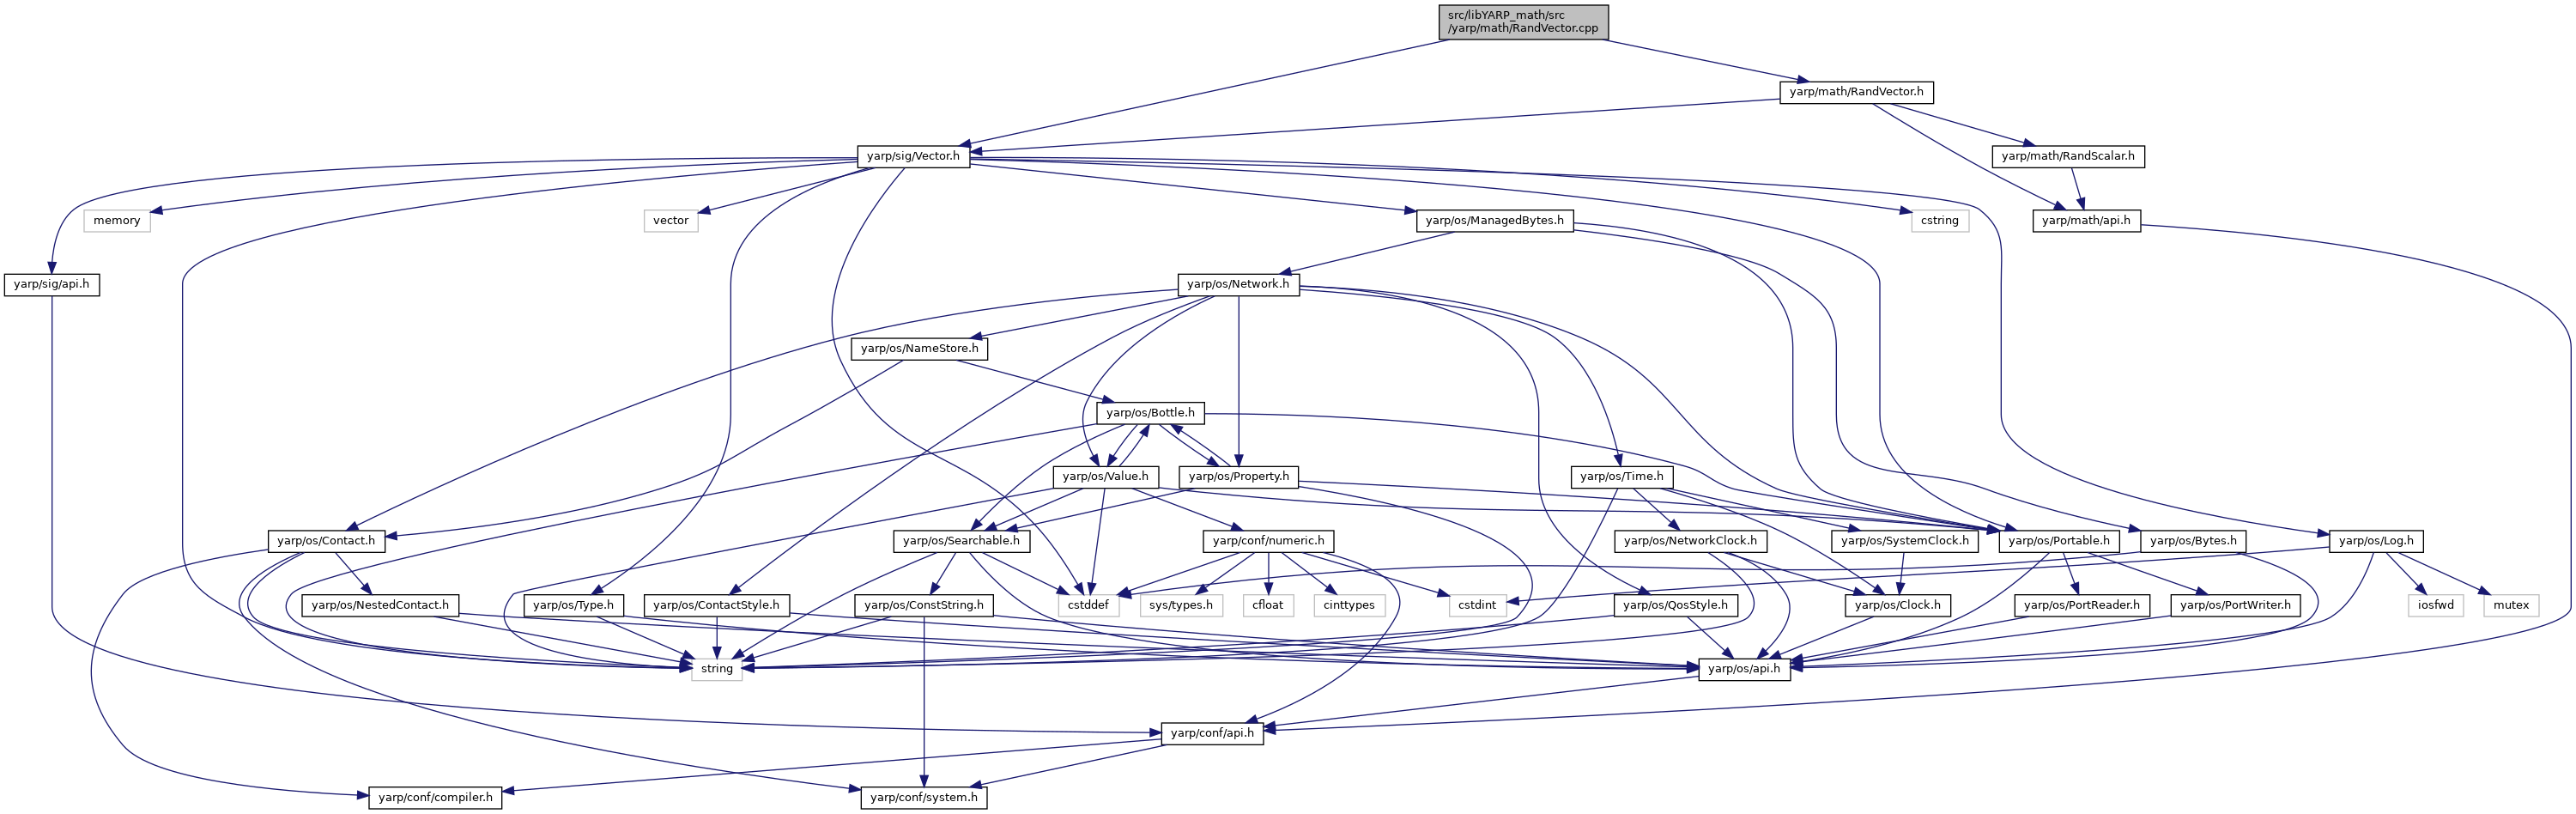 src/libYARP_math/src
/yarp/math/RandVector.cpp
yarp/math/RandVector.h
yarp/sig/Vector.h
yarp/math/RandScalar.h
memory
vector
yarp/os/ManagedBytes.h
cstring
yarp/math/api.h
yarp/sig/api.h
yarp/os/Network.h
yarp/os/NameStore.h
yarp/os/Bottle.h
yarp/os/Value.h
yarp/os/Property.h
yarp/os/Time.h
yarp/os/Contact.h
yarp/os/Searchable.h
yarp/conf/numeric.h
yarp/os/NetworkClock.h
yarp/os/SystemClock.h
yarp/os/Portable.h
yarp/os/Bytes.h
yarp/os/Log.h
yarp/os/NestedContact.h
yarp/os/Type.h
yarp/os/ContactStyle.h
yarp/os/ConstString.h
cstddef
sys/types.h
cfloat
cinttypes
cstdint
yarp/os/QosStyle.h
yarp/os/Clock.h
yarp/os/PortReader.h
yarp/os/PortWriter.h
iosfwd
mutex
string
yarp/os/api.h
yarp/conf/api.h
yarp/conf/compiler.h
yarp/conf/system.h